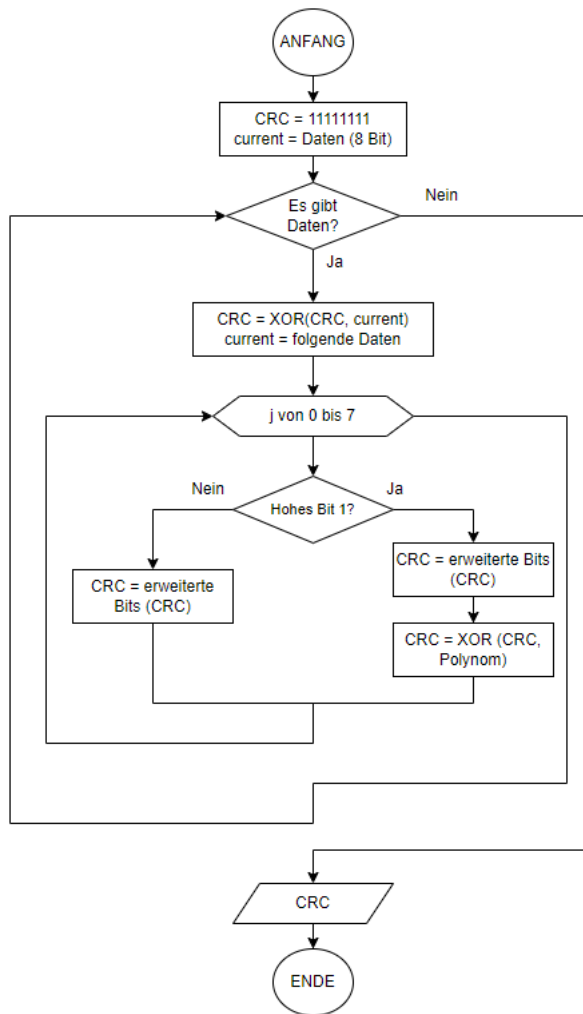 ANFANG
CRC = 11111111
current = Daten (8 Bit)
Es gibt
Daten?
Nein
Ja
CRC = XOR(CRC, current)
current = folgende Daten
j von 0 bis 7
Hohes Bit 1?
Nein
Ja
CRC = erweiterte
Bits (CRC)
CRC = erweiterte Bits
(CRC)
CRC = XOR (CRC,
Polynom)
CRC
ENDE